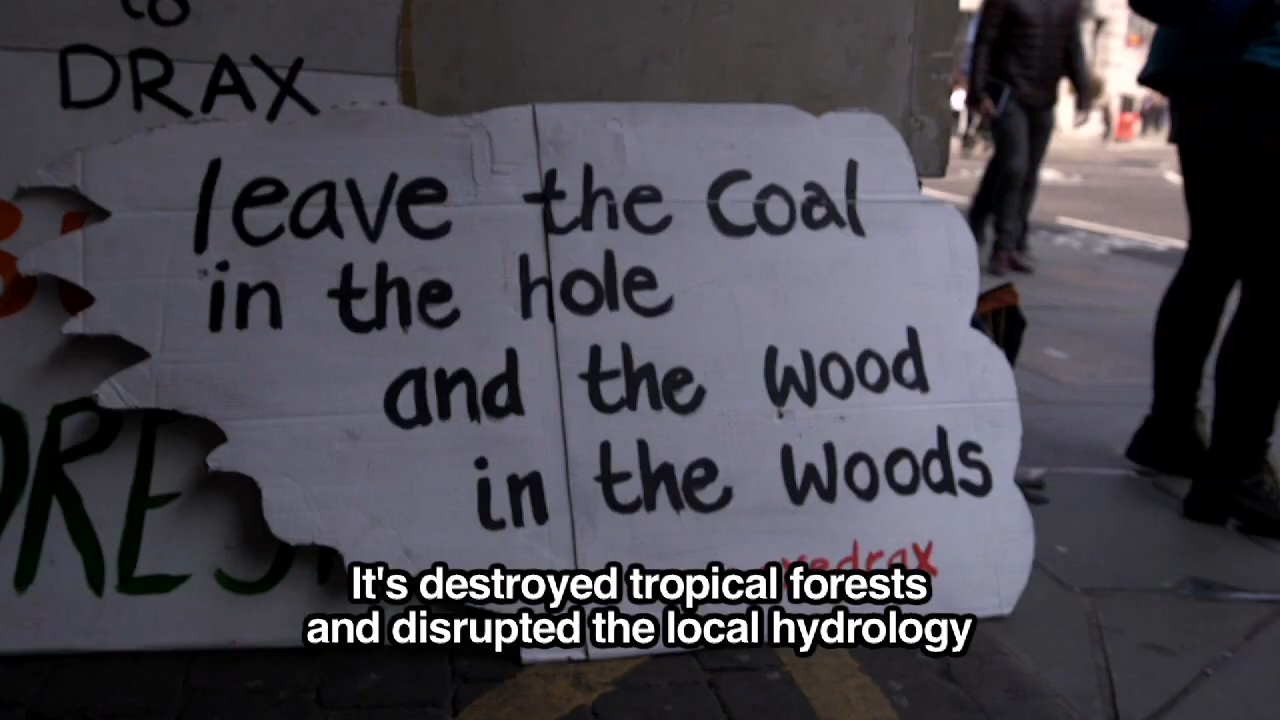 to
DRAX
leave the Coal
in the hole
and the wood
in the woods
It's destroyed tropical forests
and disrupted the local hydrology